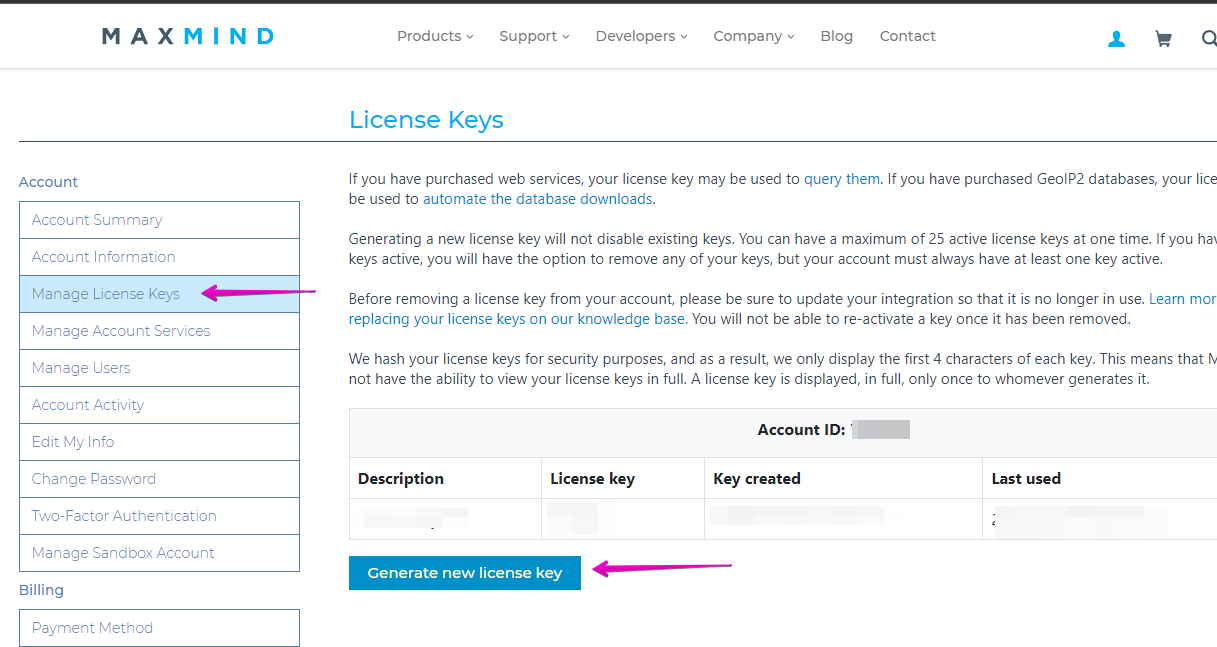 MAXMIND
Products Support Developers Company Blog Contact
License Keys
Account
Account Summary
Account Information
Manage License Keys
Manage Account Services
Manage Users
Account Activity
Edit My Info
Change Password
Two-Factor Authentication
Manage Sandbox Account
Billing
Payment Method
If you have purchased web services, your license key may be used to query them. If you have purchased GeoIP2 databases, your lice
be used to automate the database downloads.
Generating a new license key will not disable existing keys. You can have a maximum of 25 active license keys at one time. If you hav
keys active, you will have the option to remove any of your keys, but your account must always have at least one key active.
Before removing a license key from your account, please be sure to update your integration so that it is no longer in use. Learn mor
replacing your license keys on our knowledge base. You will not be able to re-activate a key once it has been removed.
We hash your license keys for security purposes, and as a result, we only display the first 4 characters of each key. This means that M
not have the ability to view your license keys in full. A license key is displayed, in full, only once to whomever generates it.
Account ID:
Description License key Key created Last used
Generate new license key